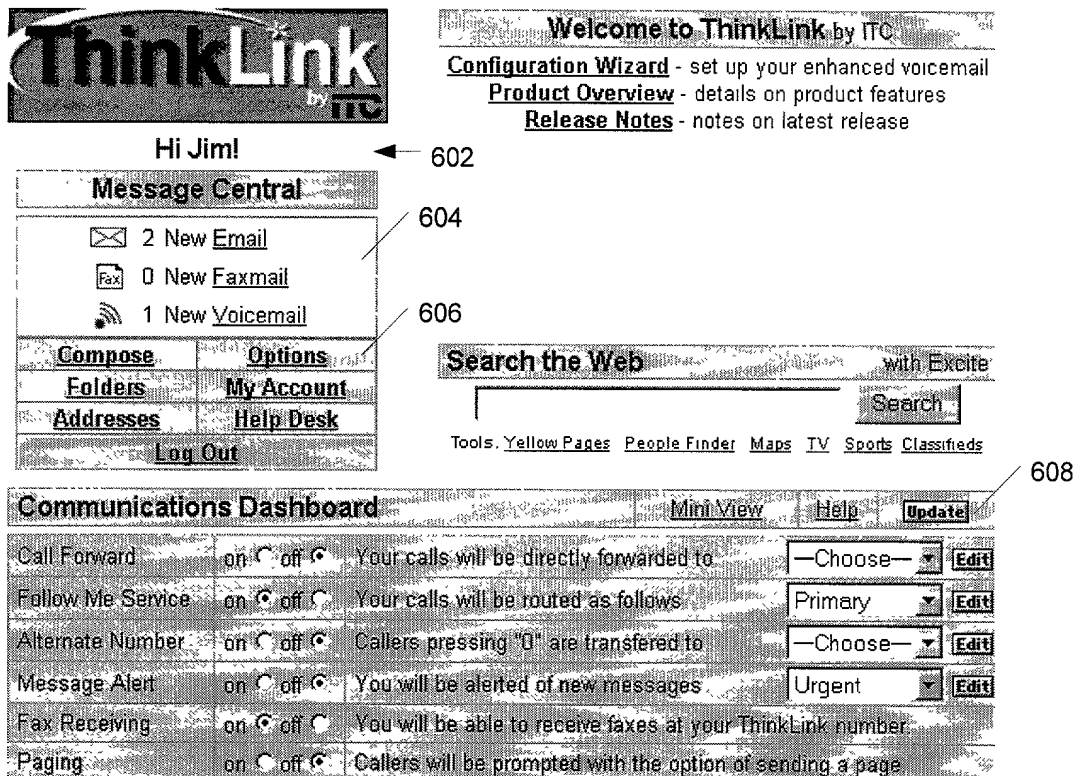 ThinkLink
by ITC
Hi Jim!
602
Message Central
604
2 New Email
Fax 0 New Faxmail
1 New Voicemail
606
Compose Options
Folders My Account
Addresses Help Desk
Log Out
Welcome to ThinkLink by ITC
Configuration Wizard - set up your enhanced voicemail
Product Overview - details on product features
Release Notes - notes on latest release
Search the Web with Excite
Search
Tools. Yellow Pages People Finder Maps TV Sports Classifieds
608
Communications Dashboard Mini View Help Update
Call Forward on off Your calls will be directly forwarded to —Choose— Edit
Follow Me Service on off Your calls will be routed as follows Primary Edit
Alternate Number on off Callers pressing "0" are transfered to —Choose— Edit
Message Alert on off You will be alerted of new messages Urgent Edit
Fax Receiving on off You will be able to receive faxes at your ThinkLink number
Paging on off Callers will be prompted with the option of sending a page